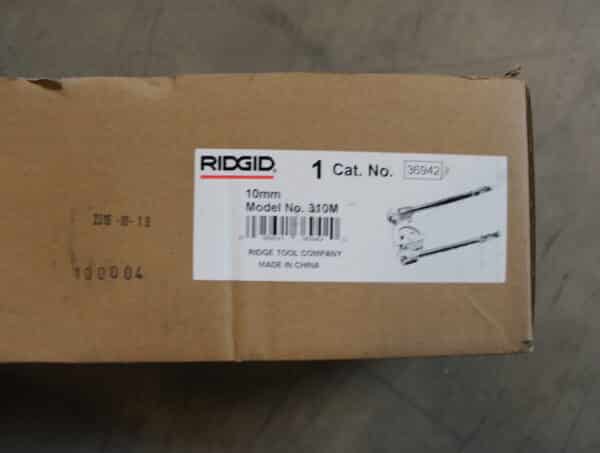 RIDGID
1 Cat. No. 36942
10mm
Model No. 310M
RIDGE TOOL COMPANY
MADE IN CHINA
100004